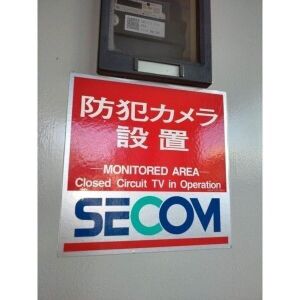 防犯カメラ
設置
MONITORED AREA
Closed Circuit TV in Operation
SECOM